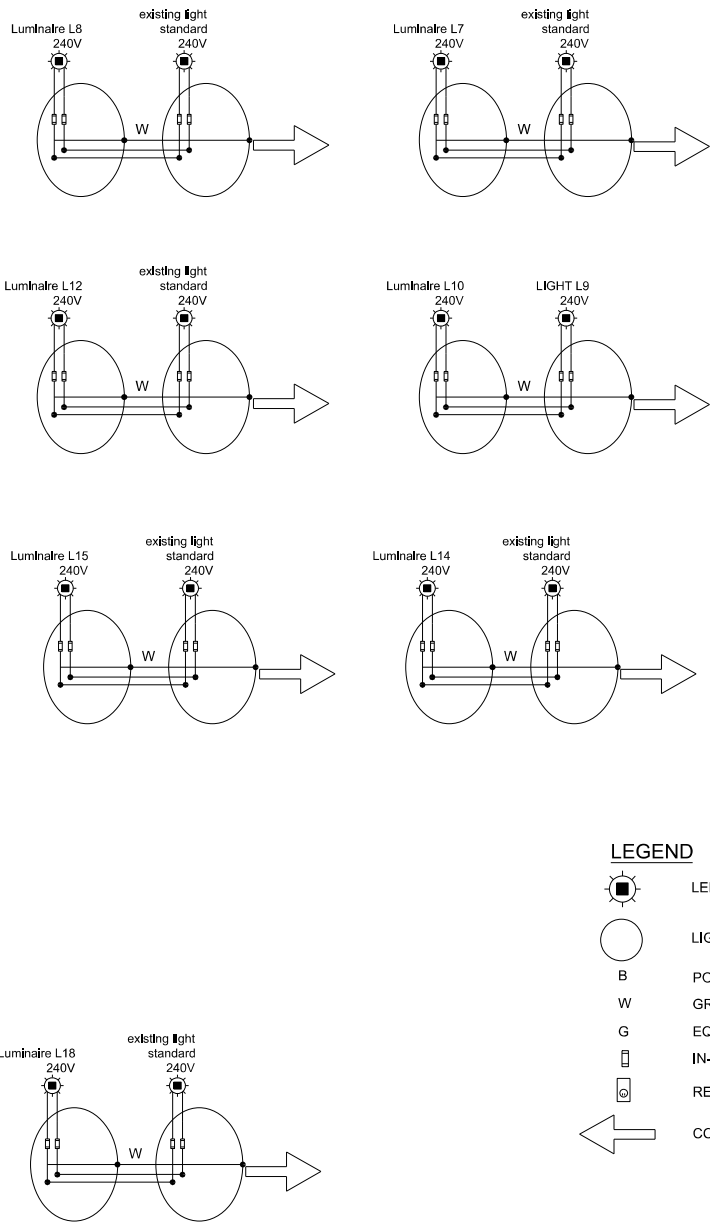 Luminaire L8
240V
existing light
standard
240V
W
Luminaire L7
240V
existing light
standard
240V
W
Luminaire L12
240V
existing light
standard
240V
W
Luminaire L10
240V
LIGHT L9
240V
W
Luminaire L15
240V
existing light
standard
240V
W
Luminaire L14
240V
existing light
standard
240V
W
Luminaire L18
240V
existing light
standard
240V
W
LEGEND
B
W
G